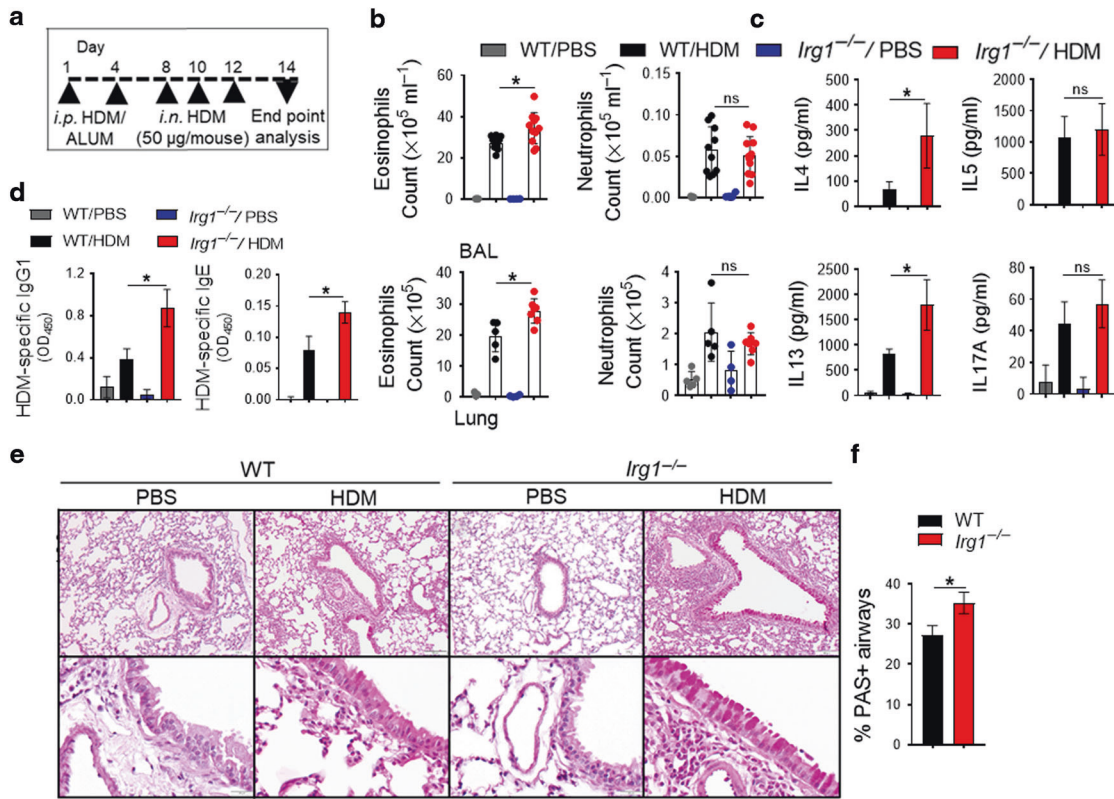 a
Day
1 4 8 10 12 14
i.p. HDM/ i.n. HDM End point
ALUM (50 µg/mouse) analysis
b
WT/PBS WT/HDM Irg1–/–/ PBS Irg1–/–/ HDM
Eosinophils
Count (×10⁵ ml⁻¹)
60
40
20
0
*
Neutrophils
Count (×10⁵ ml⁻¹)
0.15
0.10
0.05
0.00
ns
BAL
Eosinophils
Count (×10⁵)
40
30
20
10
0
*
Neutrophils
Count (×10⁵)
4
3
2
1
0
ns
Lung
c
IL4 (pg/ml)
500
400
300
200
100
0
*
IL5 (pg/ml)
2000
1500
1000
500
0
ns
IL13 (pg/ml)
2500
2000
1500
1000
500
0
*
IL17A (pg/ml)
80
60
40
20
0
ns
d
WT/PBS Irg1–/–/ PBS
WT/HDM Irg1–/–/ HDM
HDM-specific IgG1
(OD450)
1.2
0.8
0.4
0.0
*
HDM-specific IgE
(OD450)
0.20
0.15
0.10
0.05
0.00
*
e
WT Irg1–/–
PBS HDM PBS HDM
f
WT
Irg1–/–
% PAS+ airways
40
30
20
10
0
*